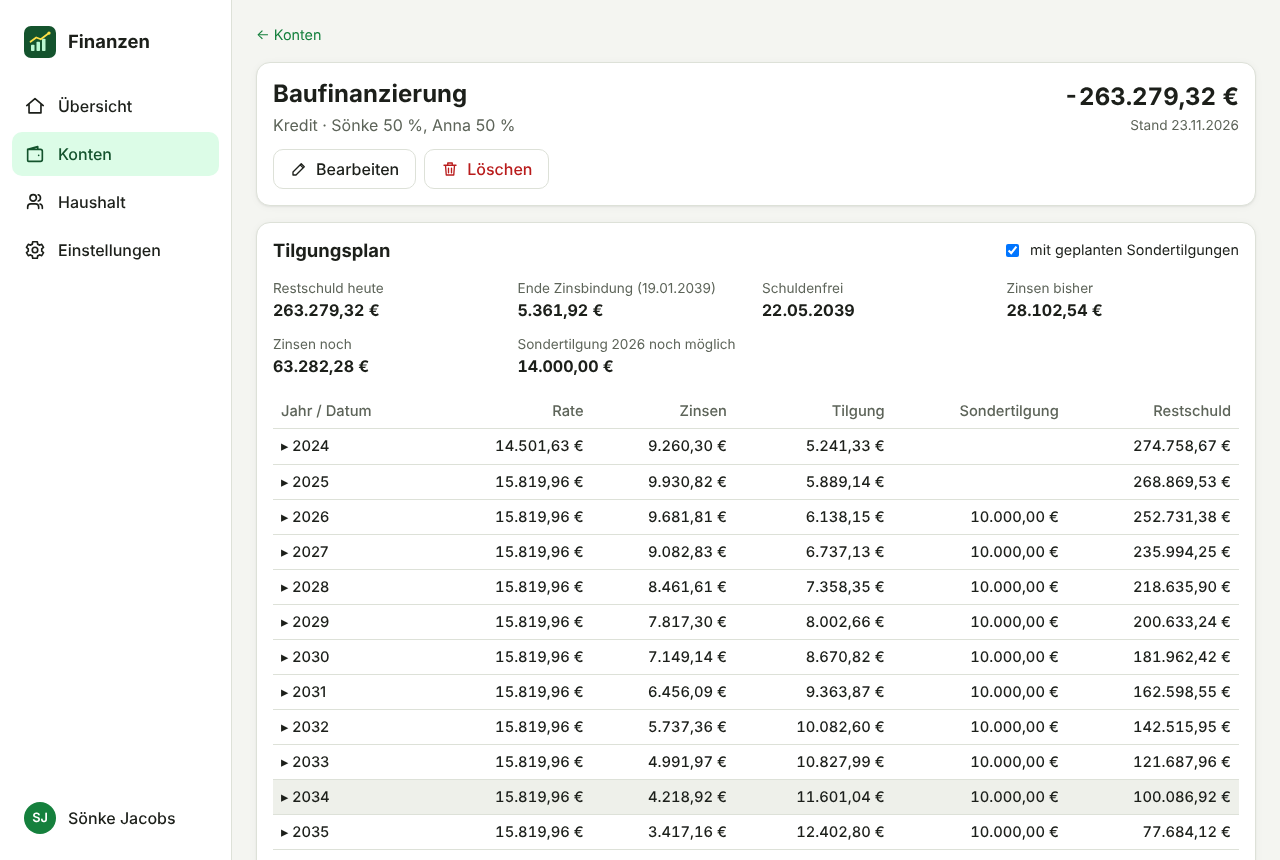 Finanzen
Übersicht
Konten
Haushalt
Einstellungen
SJ Sönke Jacobs
← Konten
Baufinanzierung
-263.279,32 €
Kredit · Sönke 50 %, Anna 50 %
Stand 23.11.2026
Bearbeiten Löschen
Tilgungsplan
mit geplanten Sondertilgungen
Restschuld heute Ende Zinsbindung (19.01.2039) Schuldenfrei Zinsen bisher
263.279,32 € 5.361,92 € 22.05.2039 28.102,54 €
Zinsen noch Sondertilgung 2026 noch möglich
63.282,28 € 14.000,00 €
Jahr / Datum Rate Zinsen Tilgung Sondertilgung Restschuld
▸ 2024 14.501,63 € 9.260,30 € 5.241,33 € 274.758,67 €
▸ 2025 15.819,96 € 9.930,82 € 5.889,14 € 268.869,53 €
▸ 2026 15.819,96 € 9.681,81 € 6.138,15 € 10.000,00 € 252.731,38 €
▸ 2027 15.819,96 € 9.082,83 € 6.737,13 € 10.000,00 € 235.994,25 €
▸ 2028 15.819,96 € 8.461,61 € 7.358,35 € 10.000,00 € 218.635,90 €
▸ 2029 15.819,96 € 7.817,30 € 8.002,66 € 10.000,00 € 200.633,24 €
▸ 2030 15.819,96 € 7.149,14 € 8.670,82 € 10.000,00 € 181.962,42 €
▸ 2031 15.819,96 € 6.456,09 € 9.363,87 € 10.000,00 € 162.598,55 €
▸ 2032 15.819,96 € 5.737,36 € 10.082,60 € 10.000,00 € 142.515,95 €
▸ 2033 15.819,96 € 4.991,97 € 10.827,99 € 10.000,00 € 121.687,96 €
▸ 2034 15.819,96 € 4.218,92 € 11.601,04 € 10.000,00 € 100.086,92 €
▸ 2035 15.819,96 € 3.417,16 € 12.402,80 € 10.000,00 € 77.684,12 €